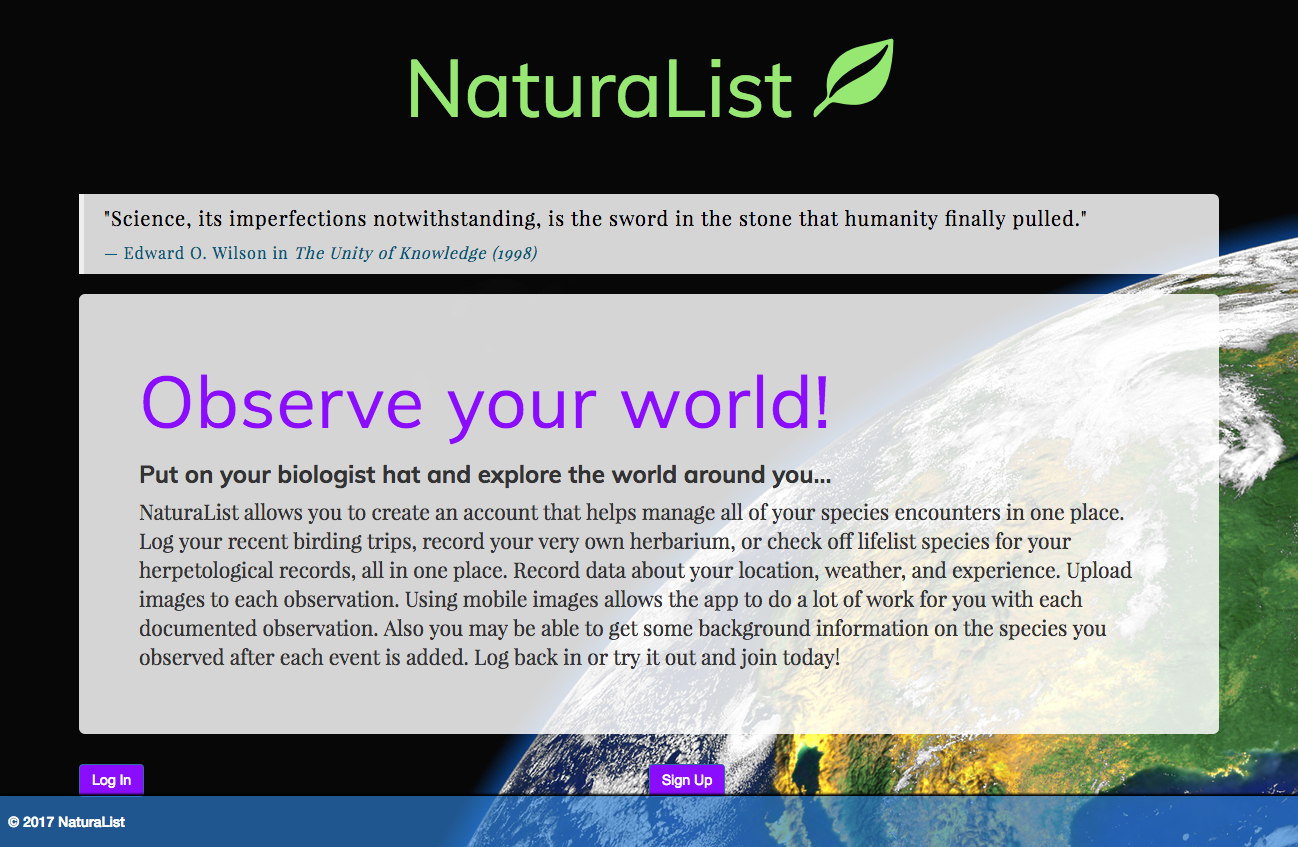 NaturaList
"Science, its imperfections notwithstanding, is the sword in the stone that humanity finally pulled."
— Edward O. Wilson in The Unity of Knowledge (1998)
Observe your world!
Put on your biologist hat and explore the world around you...
NaturaList allows you to create an account that helps manage all of your species encounters in one place.
Log your recent birding trips, record your very own herbarium, or check off lifelist species for your
herpetological records, all in one place. Record data about your location, weather, and experience. Upload
images to each observation. Using mobile images allows the app to do a lot of work for you with each
documented observation. Also you may be able to get some background information on the species you
observed after each event is added. Log back in or try it out and join today!
Log In
Sign Up
© 2017 NaturaList